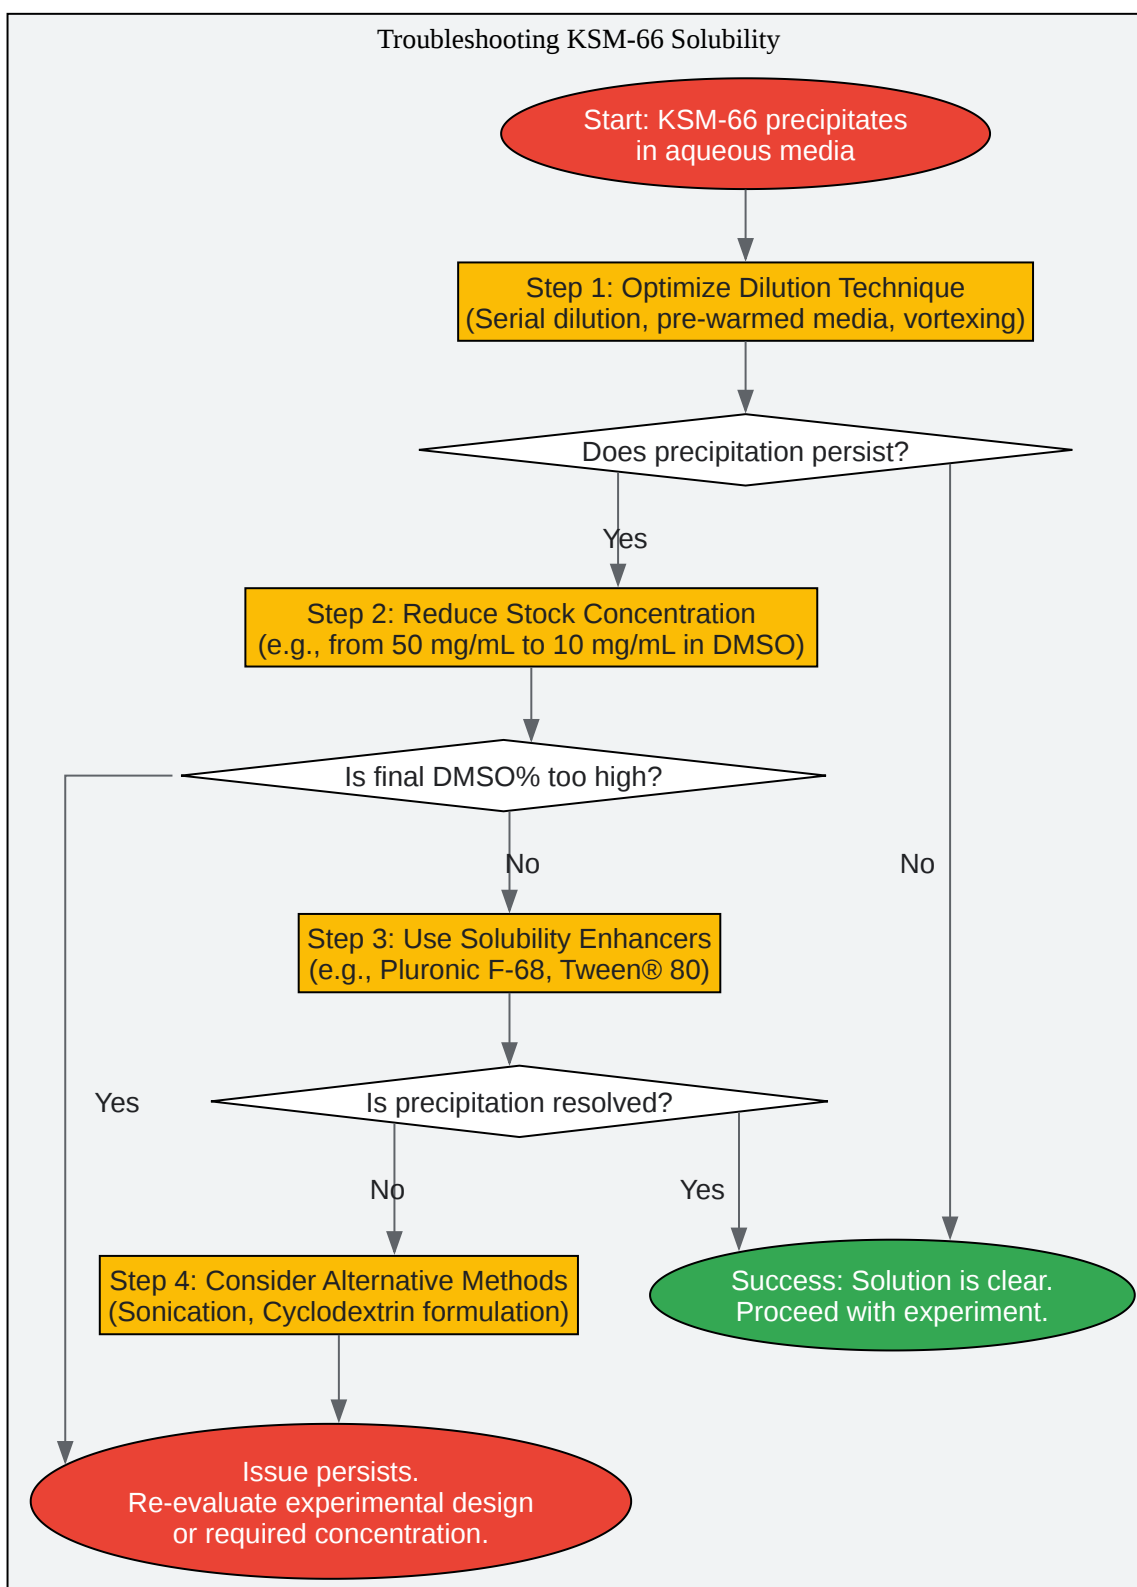 Troubleshooting KSM-66 Solubility
Start: KSM-66 precipitates
in aqueous media
Step 1: Optimize Dilution Technique
(Serial dilution, pre-warmed media, vortexing)
Does precipitation persist?
Yes
Step 2: Reduce Stock Concentration
(e.g., from 50 mg/mL to 10 mg/mL in DMSO)
Is final DMSO% too high?
No
No
Step 3: Use Solubility Enhancers
(e.g., Pluronic F-68, Tween® 80)
Yes
Is precipitation resolved?
No
Yes
Step 4: Consider Alternative Methods
(Sonication, Cyclodextrin formulation)
Success: Solution is clear.
Proceed with experiment.
Issue persists.
Re-evaluate experimental design
or required concentration.